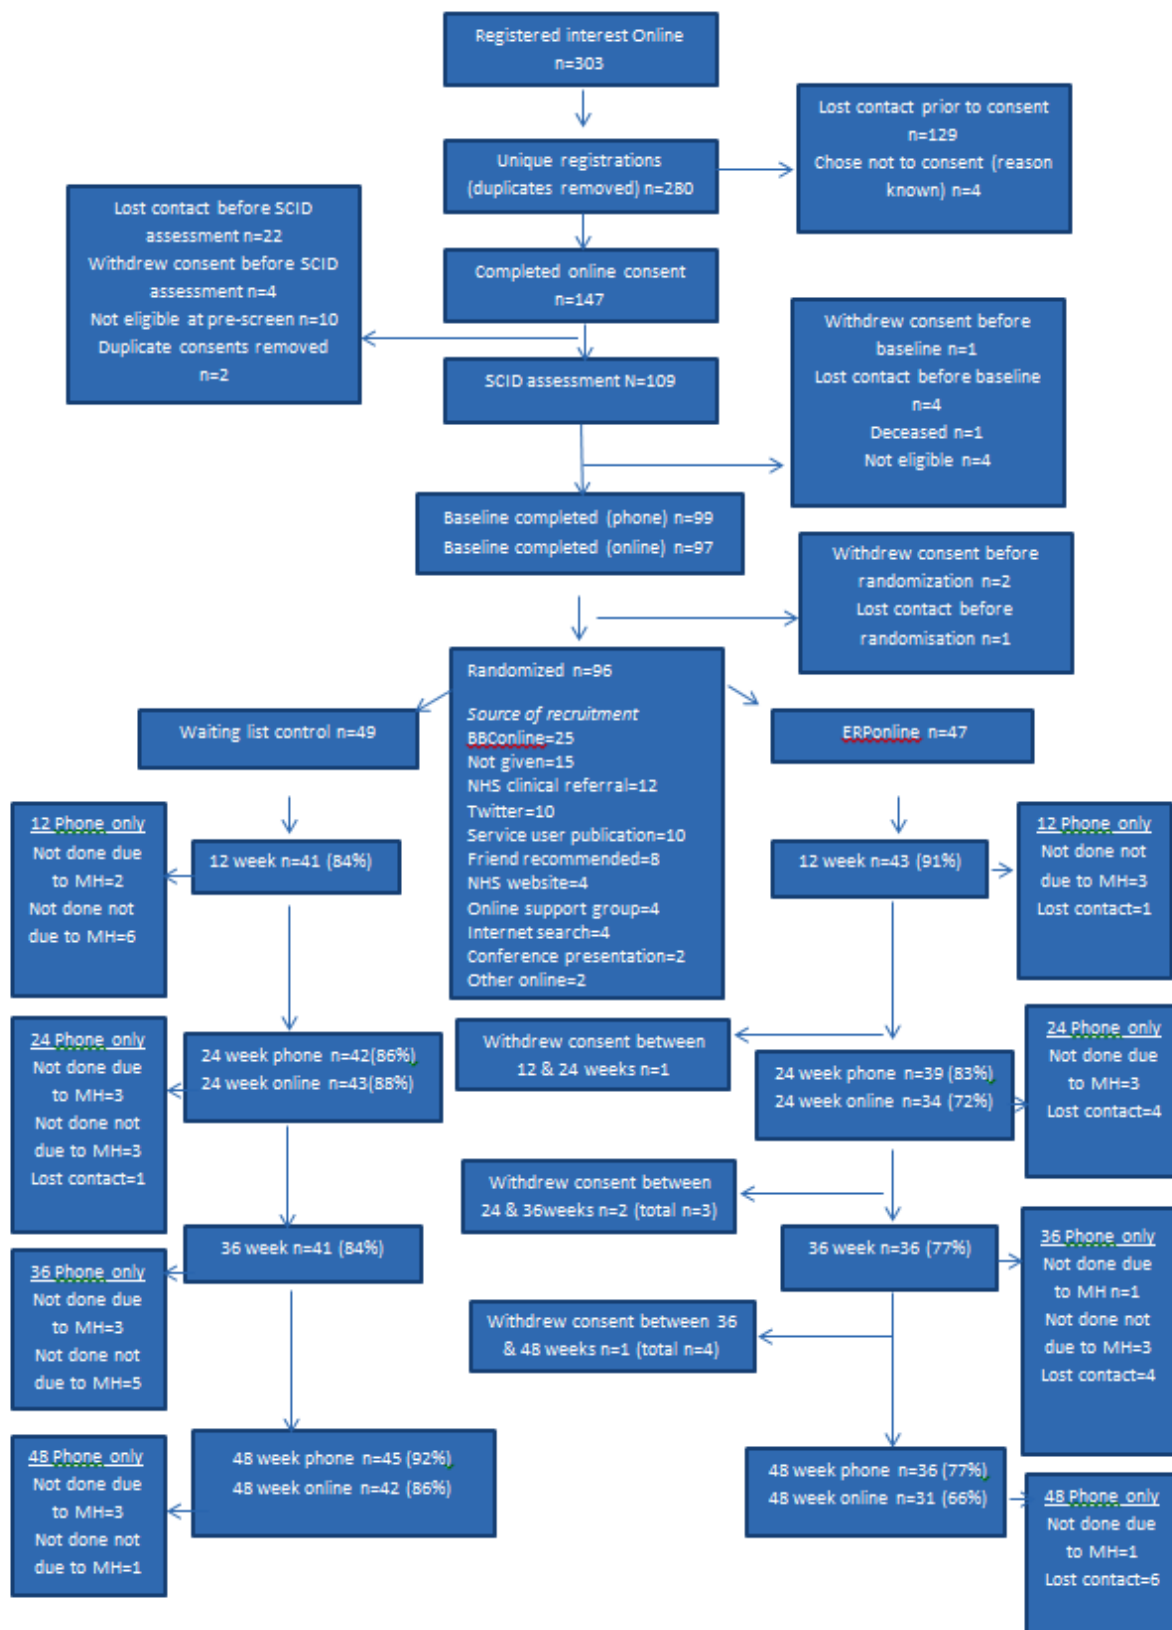 Registered interest Online
n=303
Lost contact prior to consent
n=129
Chose not to consent (reason
known) n=4
Unique registrations
(duplicates removed) n=280
Lost contact before SCID
assessment n=22
Withdrew consent before SCID
assessment n=4
Not eligible at pre-screen n=10
Duplicate consents removed
n=2
Completed online consent
n=147
Withdrew consent before
baseline n=1
Lost contact before baseline
n=4
Deceased n=1
Not eligible n=4
SCID assessment N=109
Baseline completed (phone) n=99
Baseline completed (online) n=97
Withdrew consent before
randomization n=2
Lost contact before
randomisation n=1
Randomized n=96
Source of recruitment
BBConline=25
Not given=15
NHS clinical referral=12
Twitter=10
Service user publication=10
Friend recommended=8
NHS website=4
Online support group=4
Internet search=4
Conference presentation=2
Other online=2
Waiting list control n=49
ERPonline n=47
12 Phone only
Not done due
to MH=2
Not done not
due to MH=6
12 week n=41 (84%)
12 week n=43 (91%)
12 Phone only
Not done not
due to MH=3
Lost contact=1
24 Phone only
Not done due
to MH=3
Not done not
due to MH=3
Lost contact=1
24 week phone n=42(86%),
24 week online n=43(88%)
Withdrew consent between
12 & 24 weeks n=1
24 week phone n=39 (83%),
24 week online n=34 (72%)
24 Phone only
Not done due
to MH=3
Lost contact=4
Withdrew consent between
24 & 36weeks n=2 (total n=3)
36 week n=41 (84%)
36 week n=36 (77%)
36 Phone only
Not done due
to MH=3
Not done not
due to MH=5
36 Phone only
Not done due
to MH n=1
Not done not
due to MH=3
Lost contact=4
Withdrew consent between 36
& 48 weeks n=1 (total n=4)
48 Phone only
Not done due
to MH=3
Not done not
due to MH=1
48 week phone n=45 (92%),
48 week online n=42 (86%)
48 week phone n=36 (77%),
48 week online n=31 (66%)
48 Phone only
Not done due
to MH=1
Lost contact=6